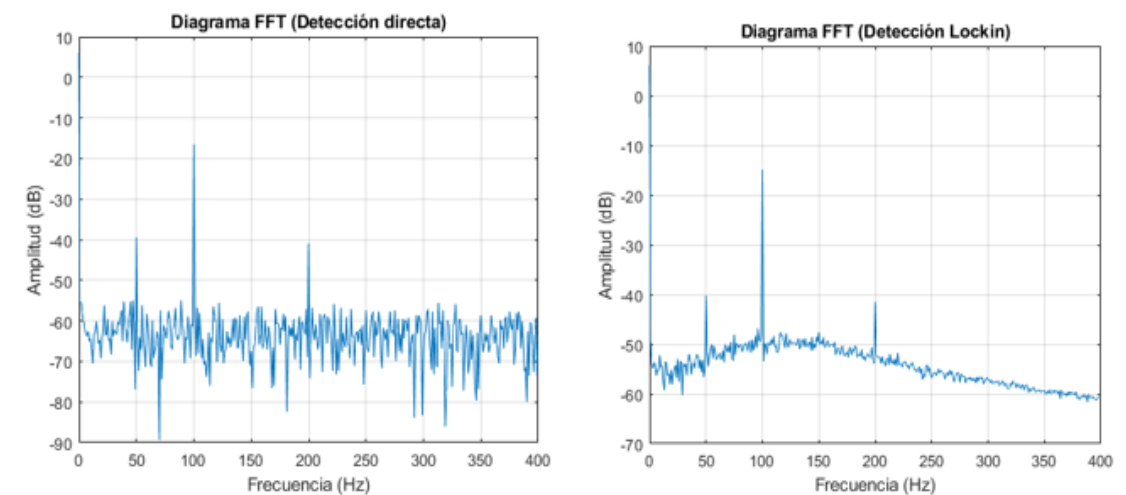 Diagrama FFT (Detección directa)
10
0
-10
-20
-30
-40
-50
-60
-70
-80
-90
Amplitud (dB)
0 50 100 150 200 250 300 350 400
Frecuencia (Hz)
Diagrama FFT (Detección Lockin)
10
0
-10
-20
-30
-40
-50
-60
-70
Amplitud (dB)
0 50 100 150 200 250 300 350 400
Frecuencia (Hz)